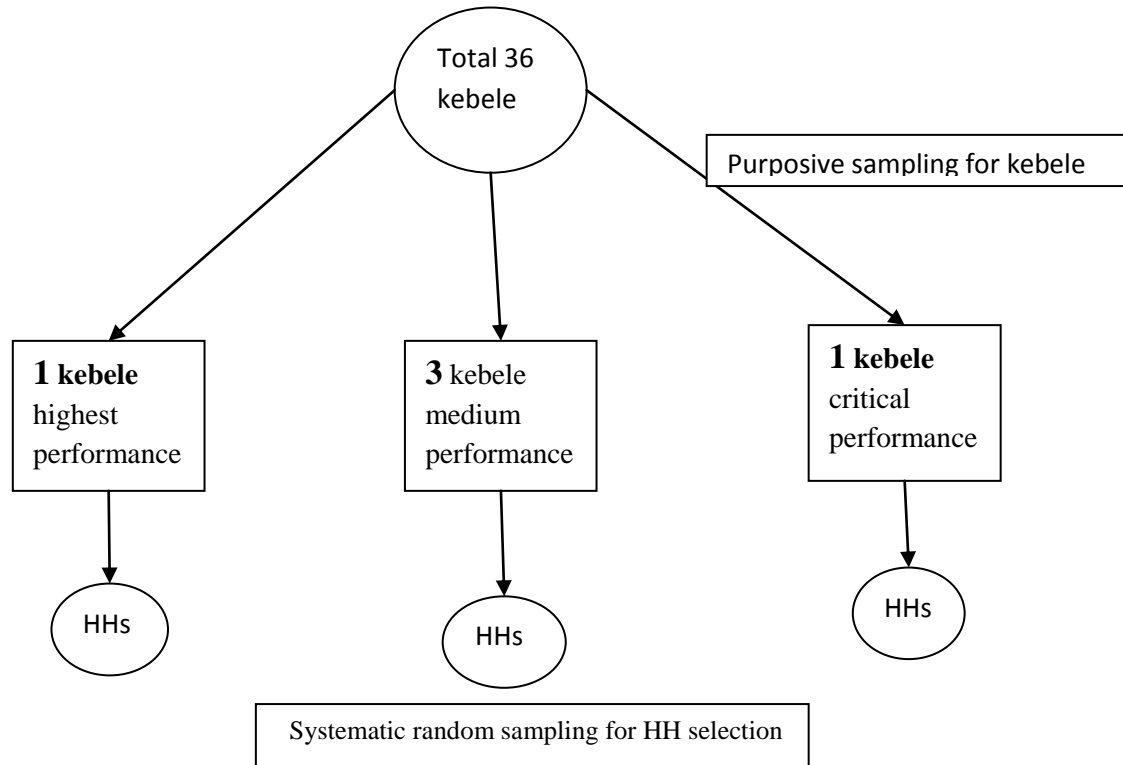 Total 36
kebele
Purposive sampling for kebele
1 kebele
highest
performance
3 kebele
medium
performance
1 kebele
critical
performance
HHs
HHs
HHs
Systematic random sampling for HH selection